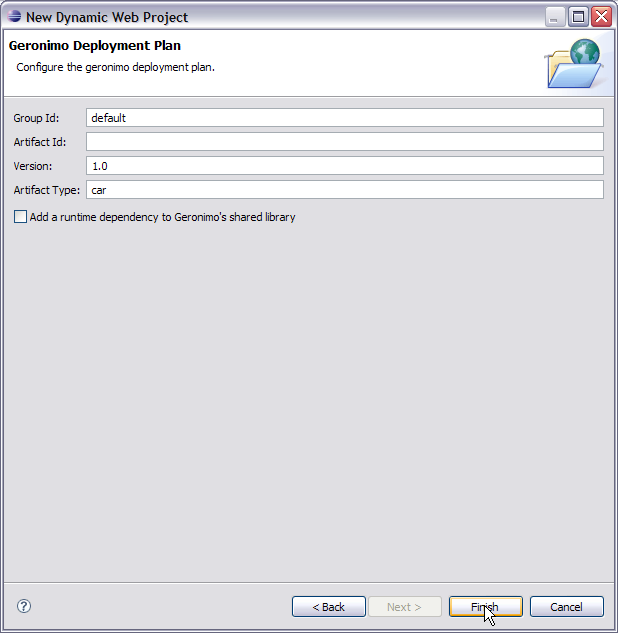 New Dynamic Web Project
Geronimo Deployment Plan
Configure the geronimo deployment plan.
Group Id: default
Artifact Id:
Version: 1.0
Artifact Type: car
Add a runtime dependency to Geronimo's shared library
? < Back Next > Finish Cancel